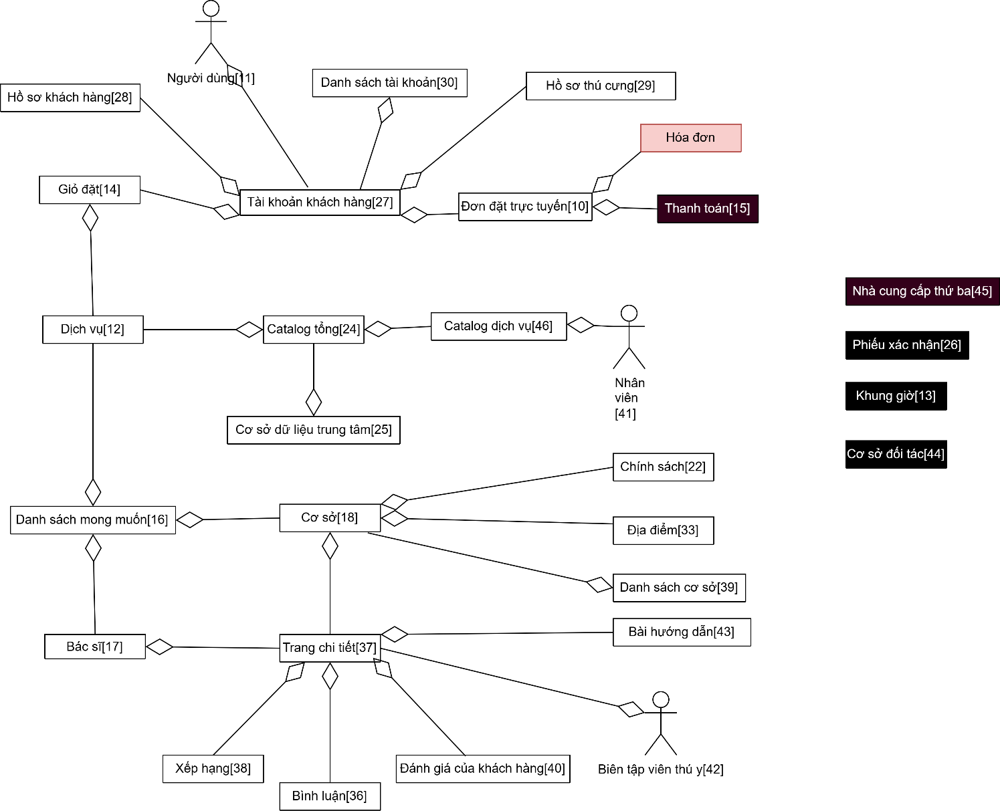 Người dùng[11]
Danh sách tài khoản[30]
Hồ sơ thú cưng[29]
Hồ sơ khách hàng[28]
Hóa đơn
Giỏ đặt[14]
Tài khoản khách hàng[27]
Đơn đặt trực tuyến[10]
Thanh toán[15]
Nhà cung cấp thứ ba[45]
Dịch vụ[12]
Catalog tổng[24]
Catalog dịch vụ[46]
Phiếu xác nhận[26]
Nhân
viên
[41]
Khung giờ[13]
Cơ sở dữ liệu trung tâm[25]
Cơ sở đối tác[44]
Chính sách[22]
Danh sách mong muốn[16]
Cơ sở[18]
Địa điểm[33]
Danh sách cơ sở[39]
Bài hướng dẫn[43]
Bác sĩ[17]
Trang chi tiết[37]
Xếp hạng[38]
Đánh giá của khách hàng[40]
Biên tập viên thú y[42]
Bình luận[36]